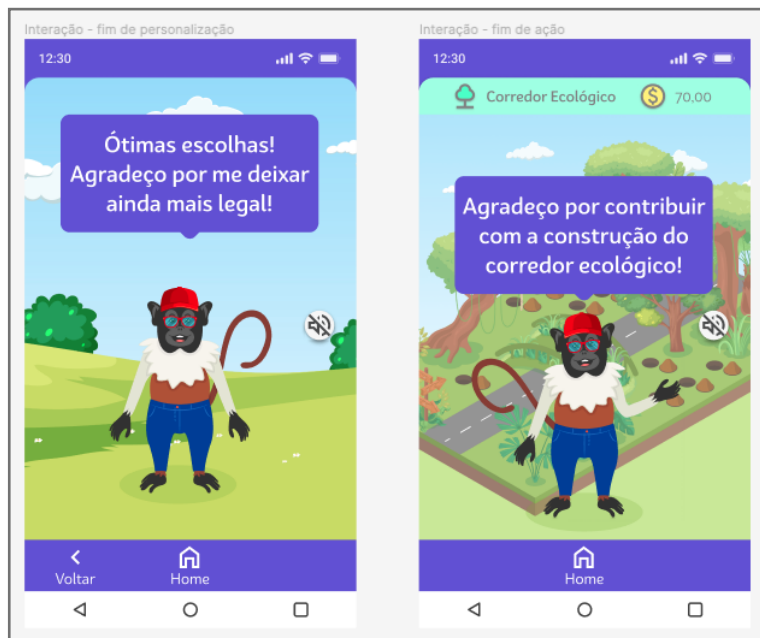 Interação - fim de personalização
12:30
Ótimas escolhas!
Agradeço por me deixar
ainda mais legal!
Voltar
Home
Interação - fim de ação
12:30
Corredor Ecológico
$
70,00
Agradeço por contribuir
com a construção do
corredor ecológico!
Home